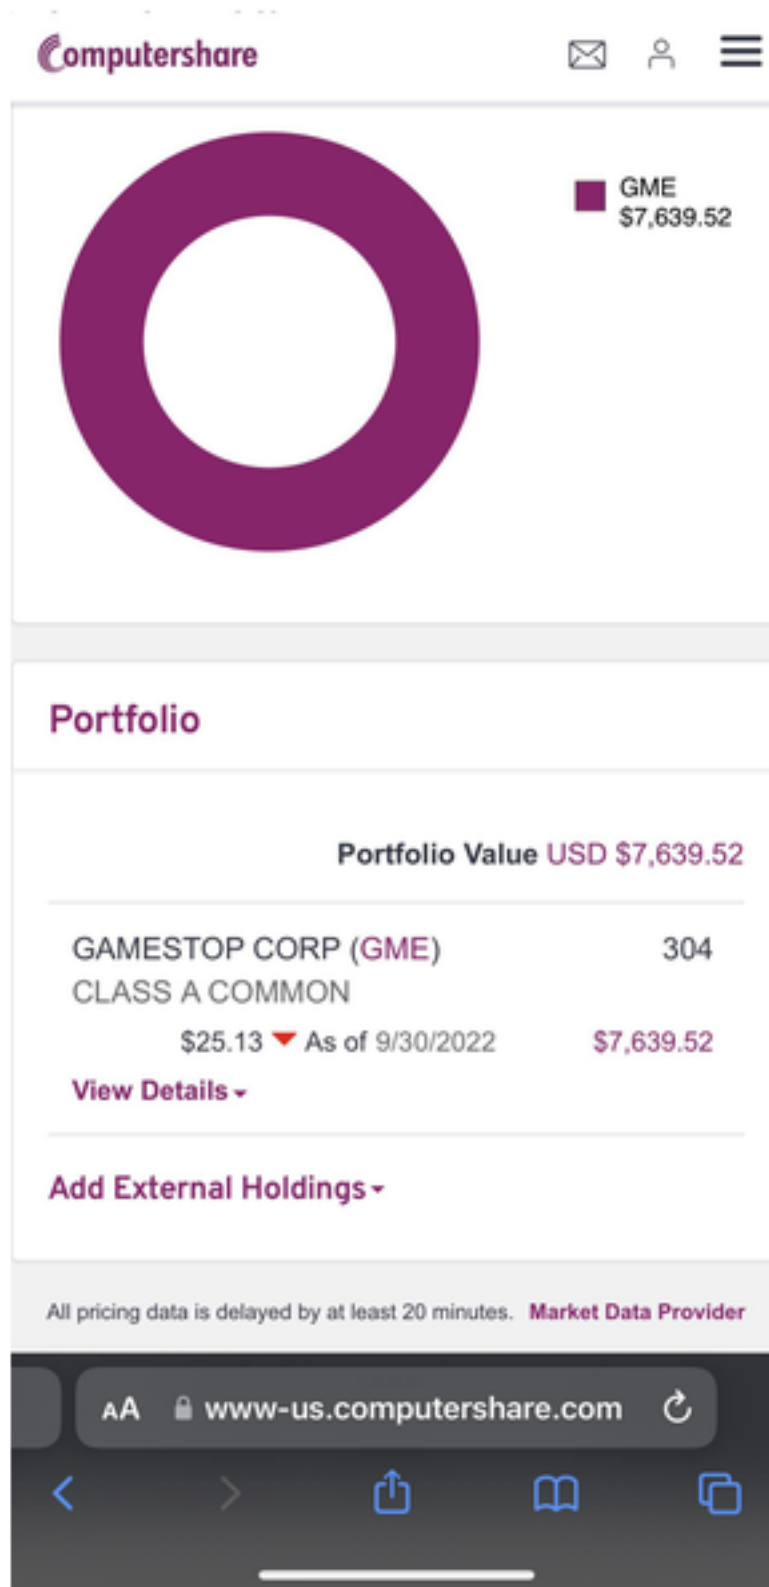 Computershare
GME
$7,639.52
Portfolio
Portfolio Value USD $7,639.52
GAMESTOP CORP (GME) 304
CLASS A COMMON
$25.13 As of 9/30/2022 $7,639.52
View Details
Add External Holdings
All pricing data is delayed by at least 20 minutes. Market Data Provider
AA www-us.computershare.com